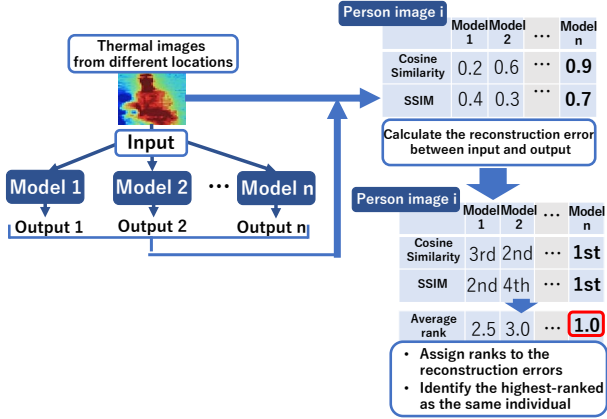 Thermal images
from different locations
Input
Model 1
Model 2
...
Model n
Output 1
Output 2
Output n
Person image i
Model 1
Model 2
...
Model n
Cosine Similarity
0.2
0.6
...
0.9
SSIM
0.4
0.3
0.7
Calculate the reconstruction error
between input and output
Person image i
Model 1
Model 2
...
Model n
Cosine Similarity
3rd
2nd
...
1st
SSIM
2nd
4th
...
1st
Average rank
2.5
3.0
...
1.0
• Assign ranks to the
reconstruction errors
• Identify the highest-ranked
as the same individual